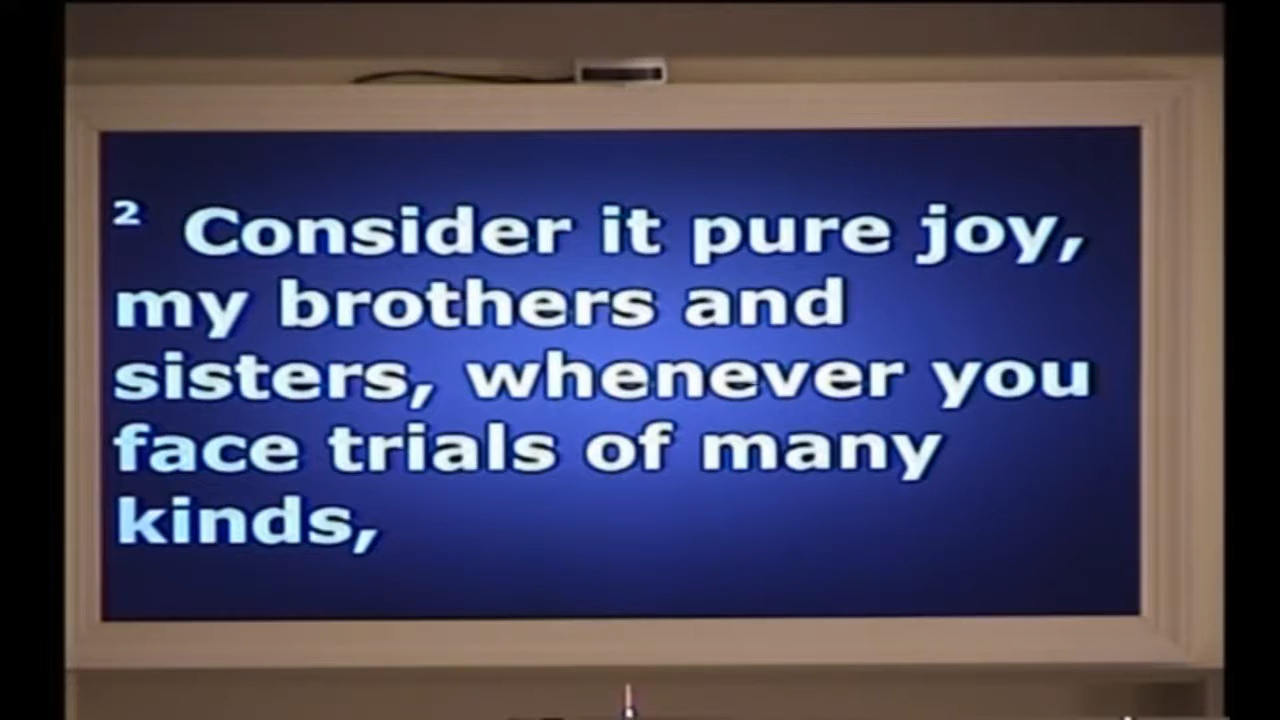 ² Consider it pure joy,
my brothers and
sisters, whenever you
face trials of many
kinds,